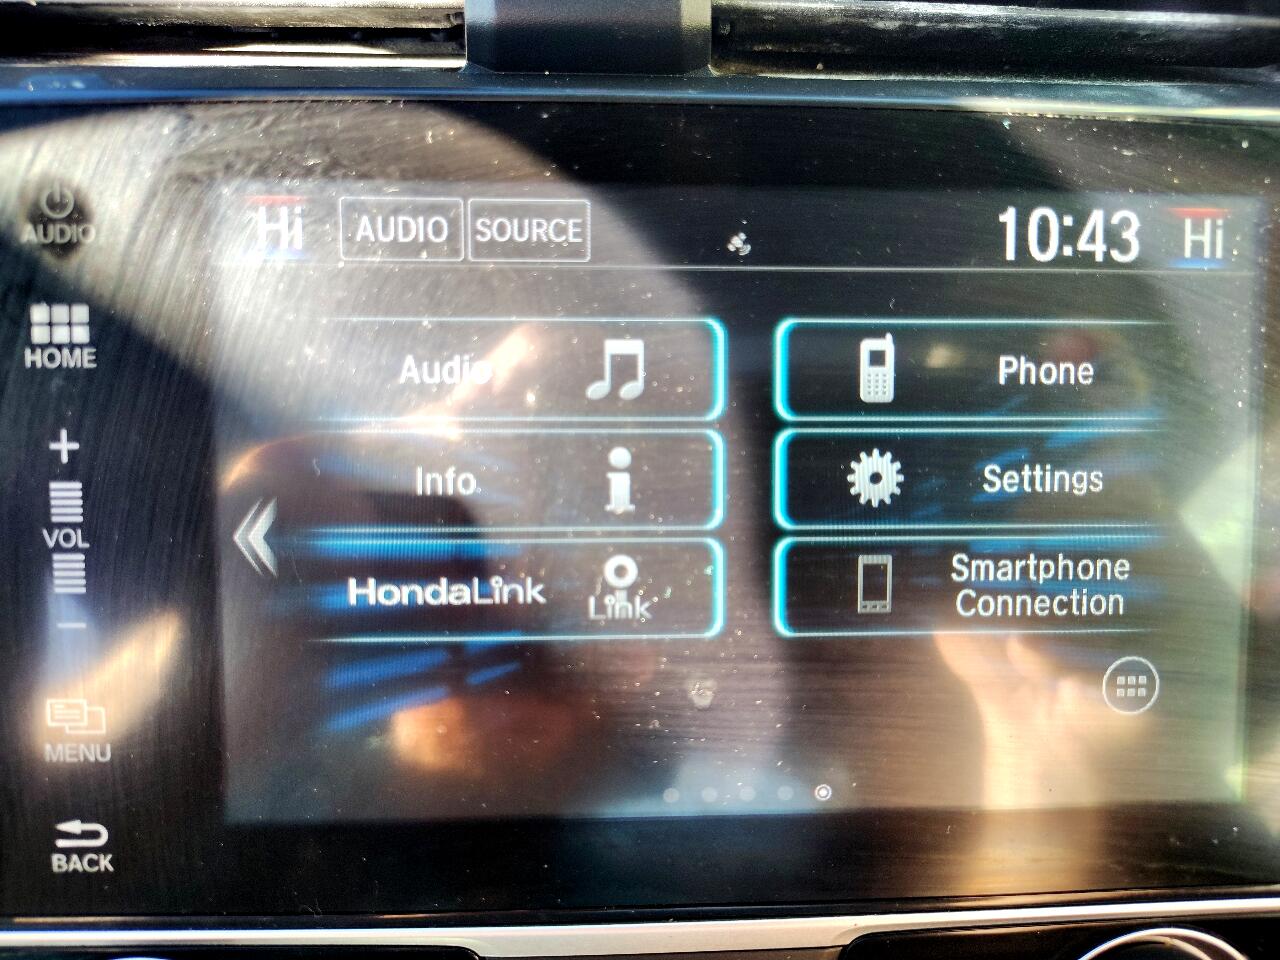 AUDIO
Hi AUDIO SOURCE 10:43 Hi
HOME
Audio Phone
VOL
Info Settings
HondaLink Link Smartphone
Connection
MENU
BACK